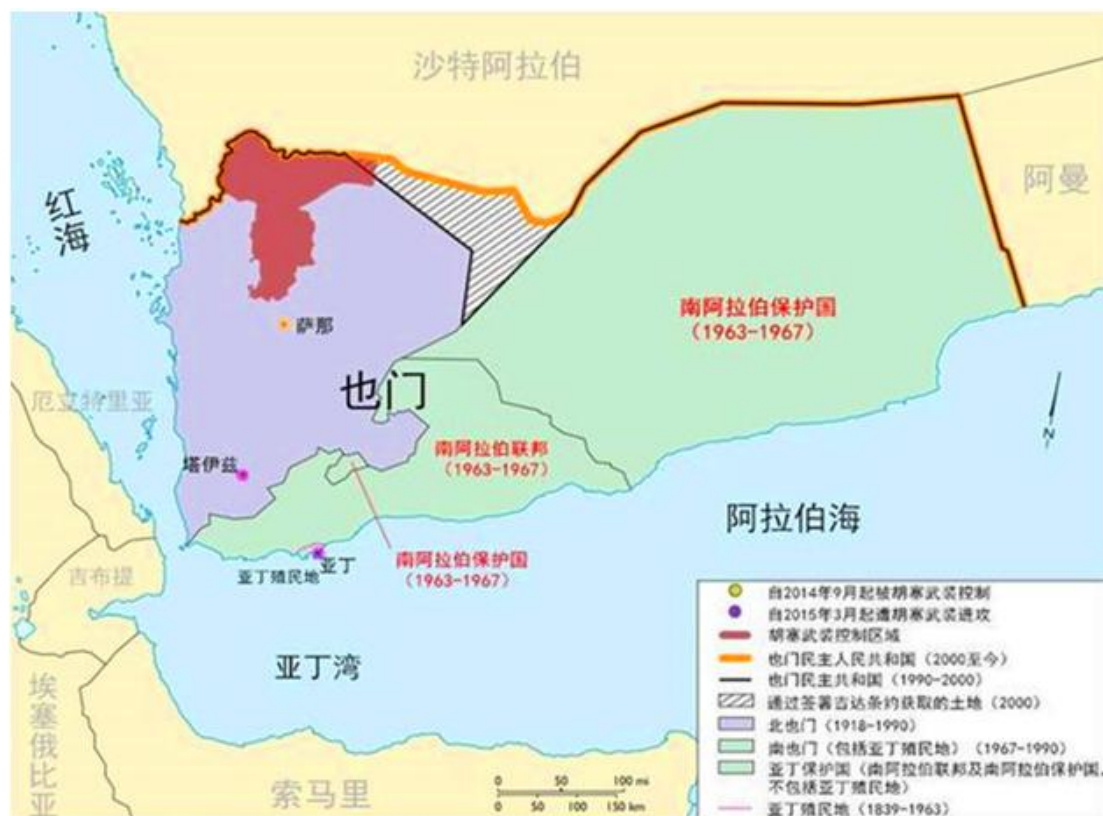 沙特阿拉伯
阿曼
红海
南阿拉伯保护国
(1963-1967)
萨那
也门
厄立特里亚
南阿拉伯联邦
(1963-1967)
塔伊兹
N
阿拉伯海
南阿拉伯保护国
(1963-1967)
亚丁
亚丁殖民地
吉布提
亚丁湾
埃塞俄比亚
索马里
0 50 100 mi
0 50 100 150 km
自2014年9月起被胡塞武装控制
自2015年3月起遭胡塞武装进攻
胡塞武装控制区域
也门民主人民共和国(2000至今)
也门民主共和国(1990-2000)
通过签署吉达条约获取的土地(2000)
北也门(1918-1990)
南也门(包括亚丁殖民地)(1967-1990)
亚丁保护国(南阿拉伯联邦及南阿拉伯保护国,
不包括亚丁殖民地)
亚丁殖民地(1839-1963)